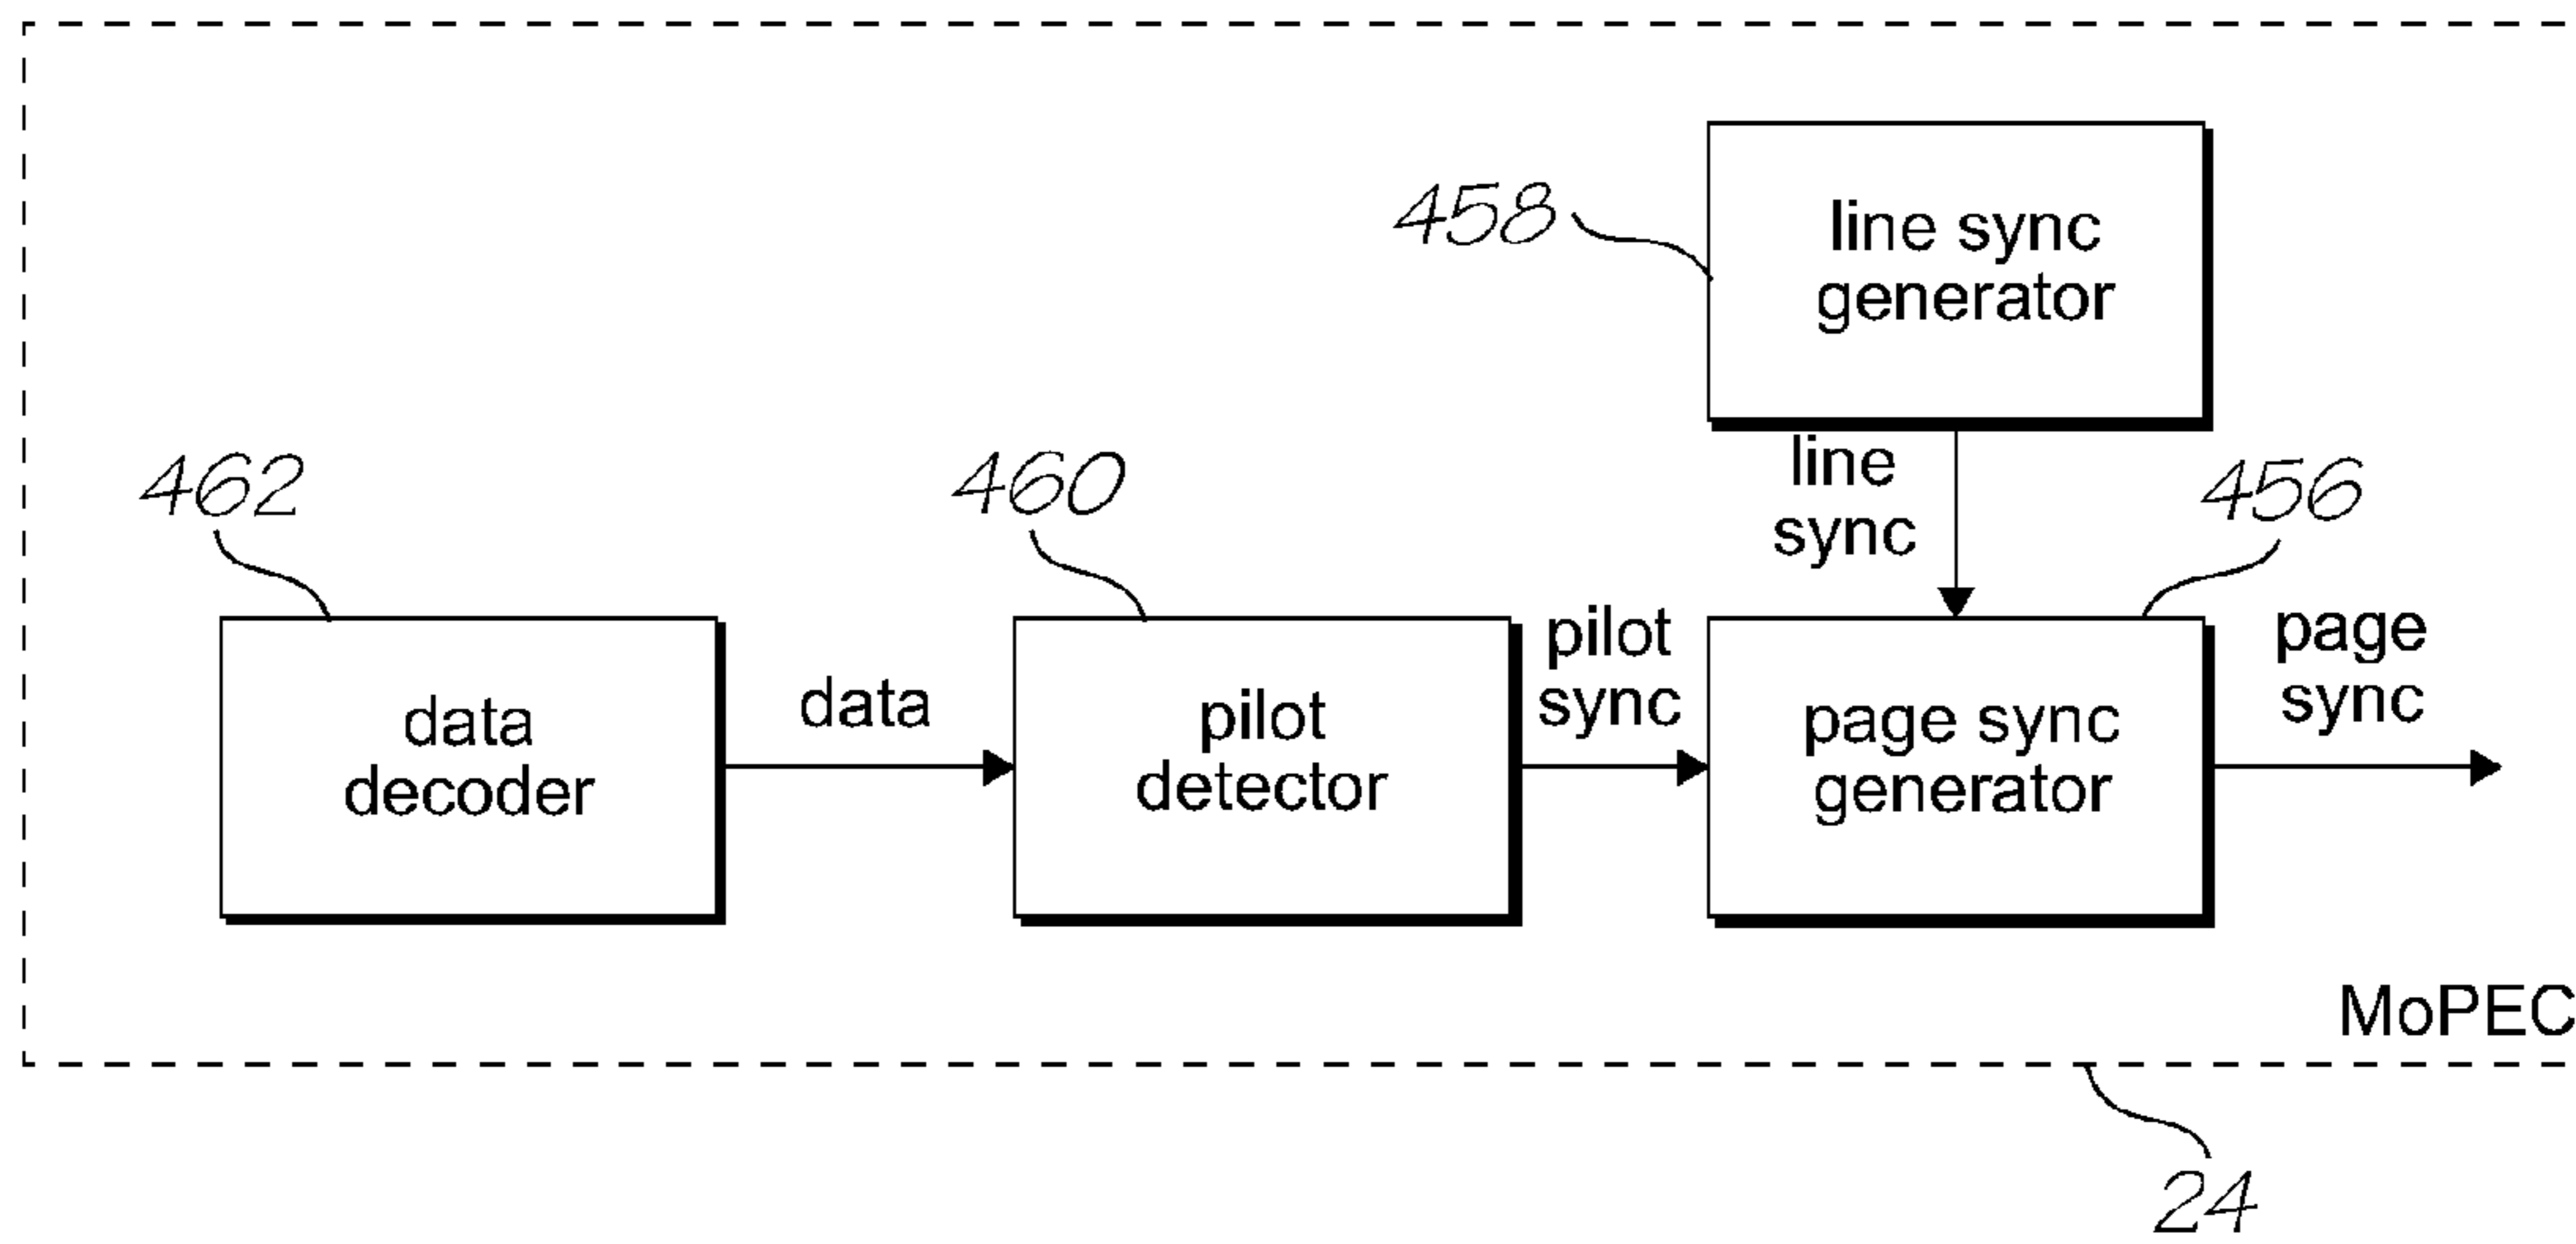 458
line sync
generator
line
sync
462
460
456
data
decoder
data
pilot
detector
pilot
sync
page sync
generator
page
sync
MoPEC
24